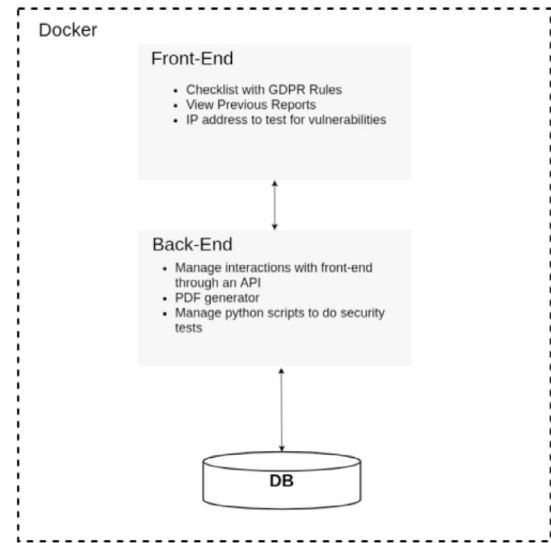 Docker
Front-End
• Checklist with GDPR Rules
• View Previous Reports
• IP address to test for vulnerabilities
Back-End
• Manage interactions with front-end
through an API
• PDF generator
• Manage python scripts to do security
tests
DB